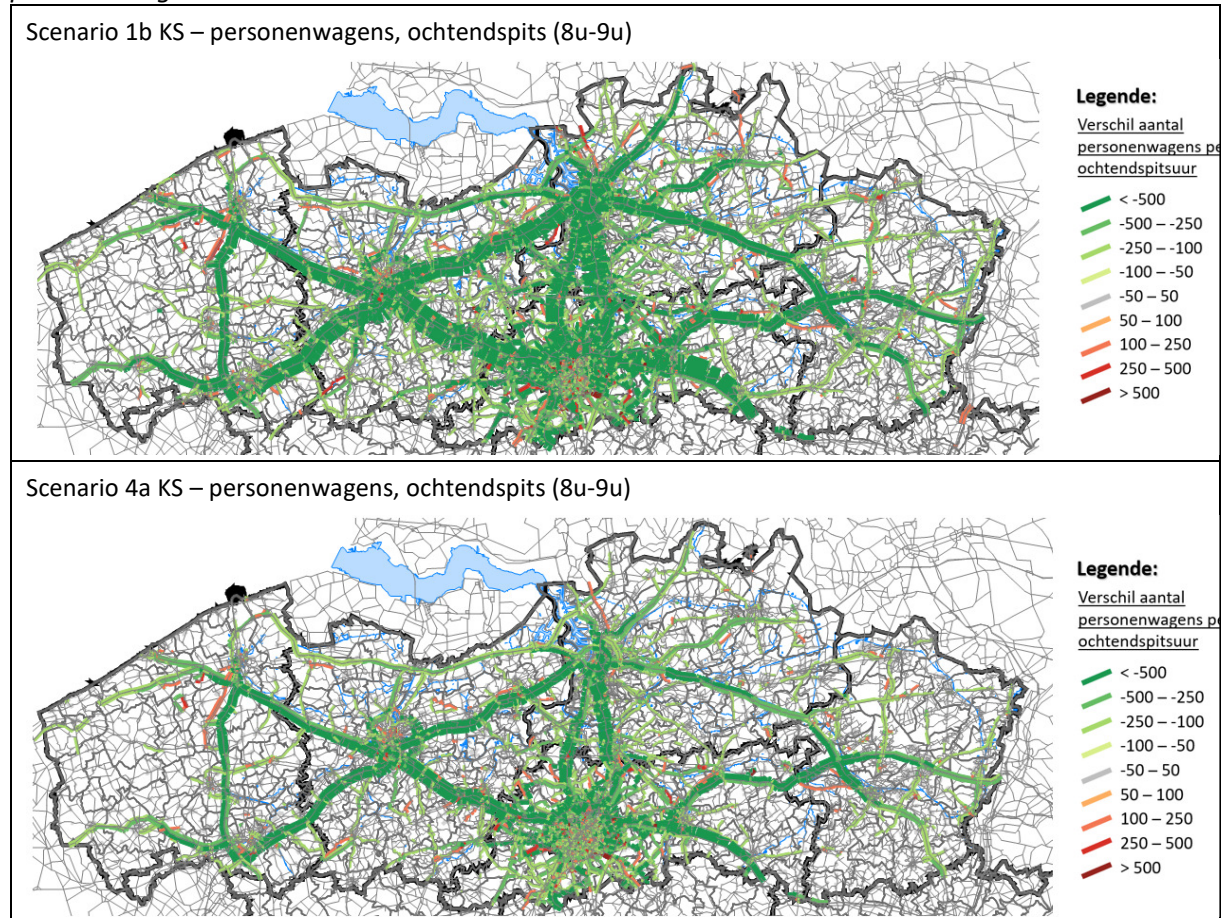 Scenario 1b KS – personenwagens, ochtendspits (8u-9u)
Legende:
Verschil aantal
personenwagens pe
ochtendspitsuur
< -500
-500 – -250
-250 – -100
-100 – -50
-50 – 50
50 – 100
100 – 250
250 – 500
> 500
Scenario 4a KS – personenwagens, ochtendspits (8u-9u)
Legende:
Verschil aantal
personenwagens pe
ochtendspitsuur
< -500
-500 – -250
-250 – -100
-100 – -50
-50 – 50
50 – 100
100 – 250
250 – 500
> 500